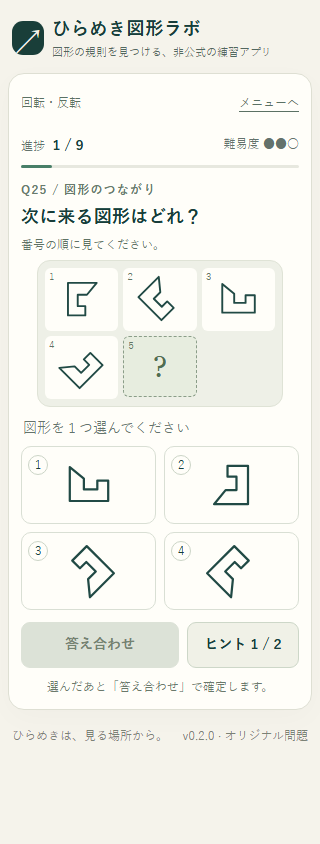 ひらめき図形ラボ
図形の規則を見つける、非公式の練習アプリ
回転・反転
メニューへ
進捗 1 / 9
難易度 ●●○
Q25 / 図形のつながり
次に来る図形はどれ？
番号の順に見てください。
1
2
3
4
5
?
図形を1つ選んでください
1
2
3
4
答え合わせ
ヒント 1 / 2
選んだあと「答え合わせ」で確定します。
ひらめきは、見る場所から。
v0.2.0 · オリジナル問題